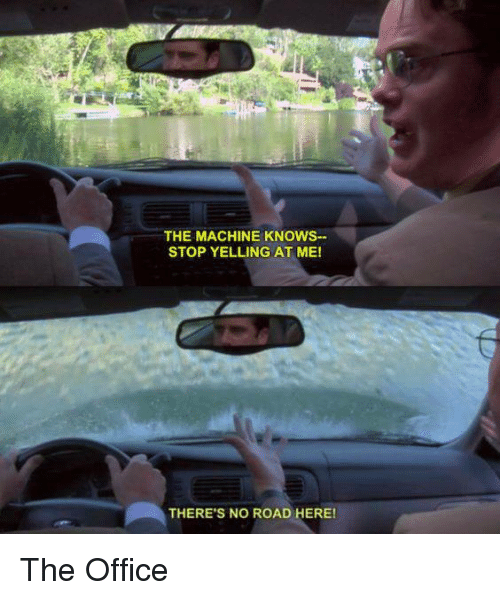 THE MACHINE KNOWS--
STOP YELLING AT ME!
THERE'S NO ROAD HERE!
The Office